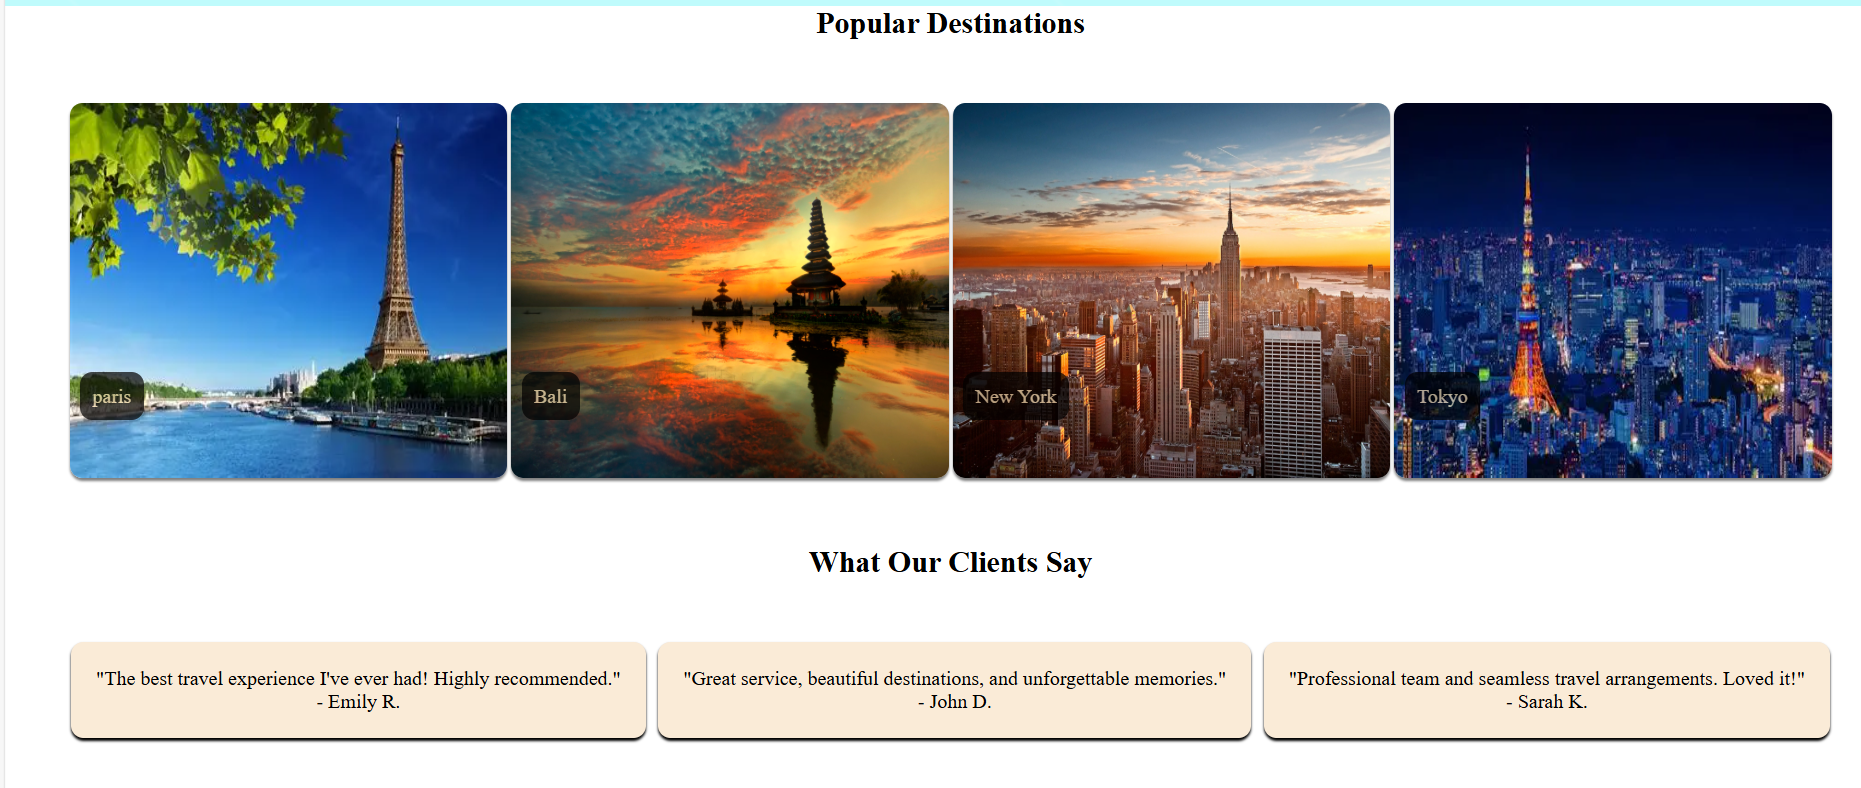 Popular Destinations
paris
Bali
New York
Tokyo
What Our Clients Say
"The best travel experience I've ever had! Highly recommended."
- Emily R.
"Great service, beautiful destinations, and unforgettable memories."
- John D.
"Professional team and seamless travel arrangements. Loved it!"
- Sarah K.